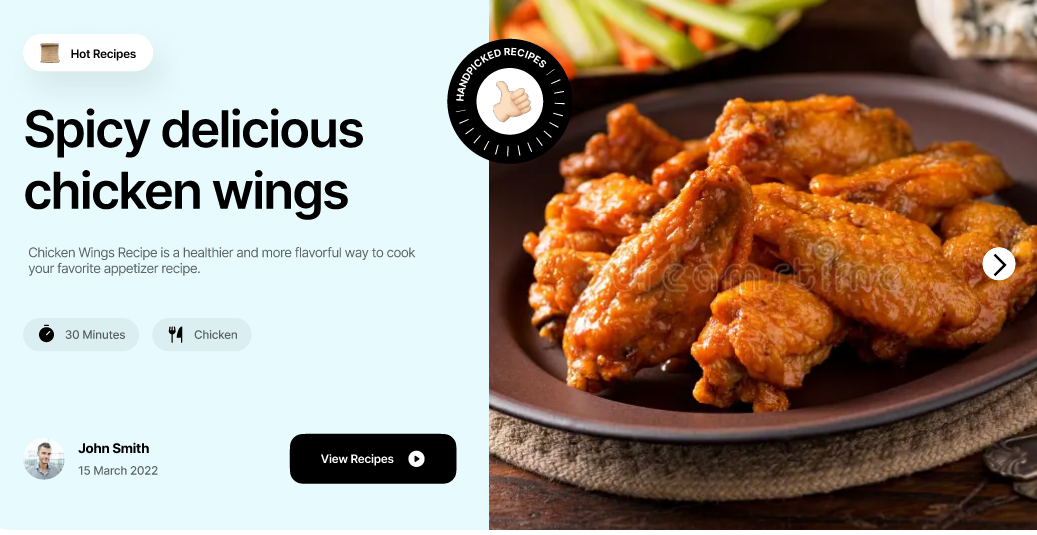 Hot Recipes
HANDPICKED RECIPES
Spicy delicious
chicken wings
Chicken Wings Recipe is a healthier and more flavorful way to cook
your favorite appetizer recipe.
30 Minutes
Chicken
John Smith
15 March 2022
View Recipes
dreamstime